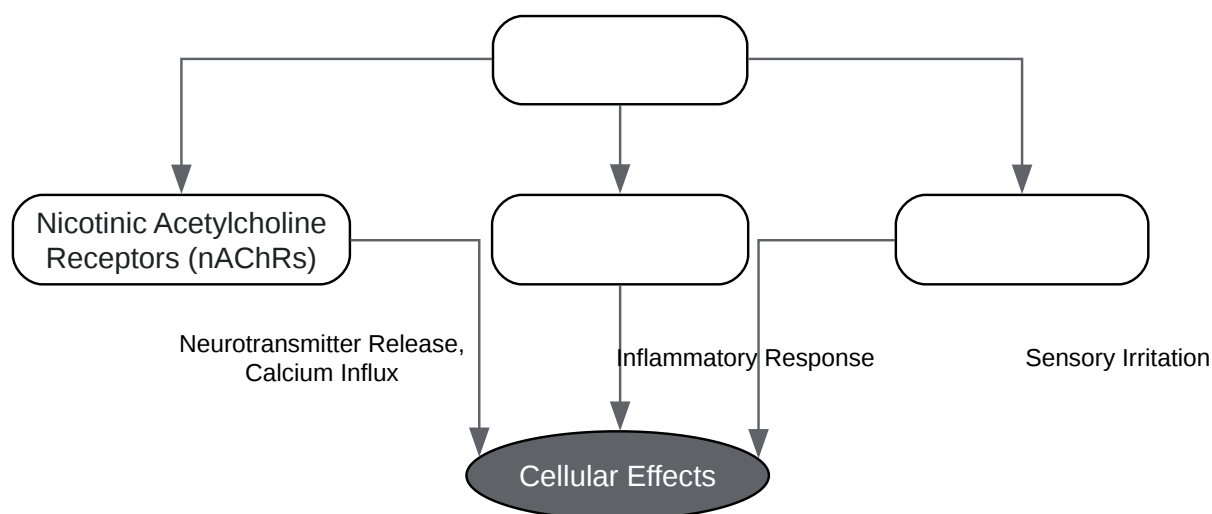 Nicotinic Acetylcholine
Receptors (nAChRs)
Neurotransmitter Release,
Calcium Influx
Inflammatory Response
Sensory Irritation
Cellular Effects